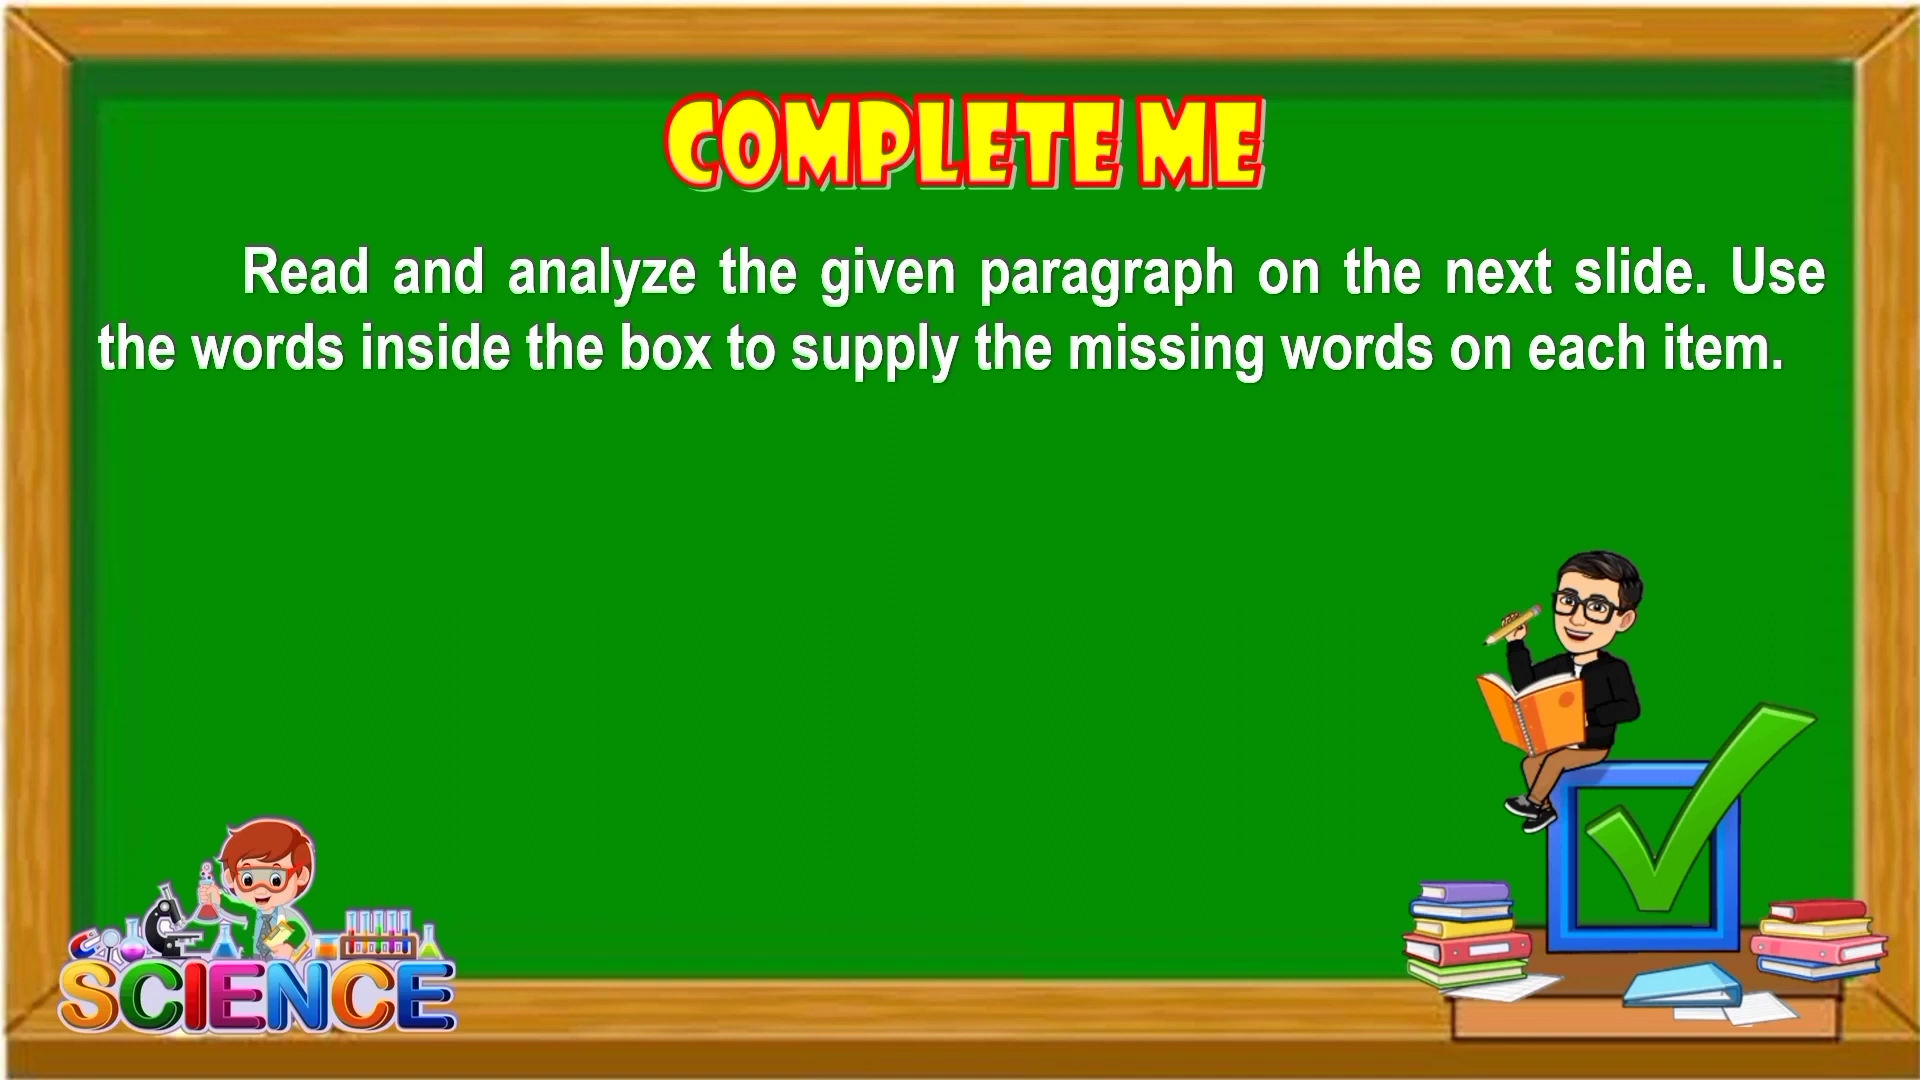 COMPLETE ME
Read and analyze the given paragraph on the next slide. Use
the words inside the box to supply the missing words on each item.
SCIENCE